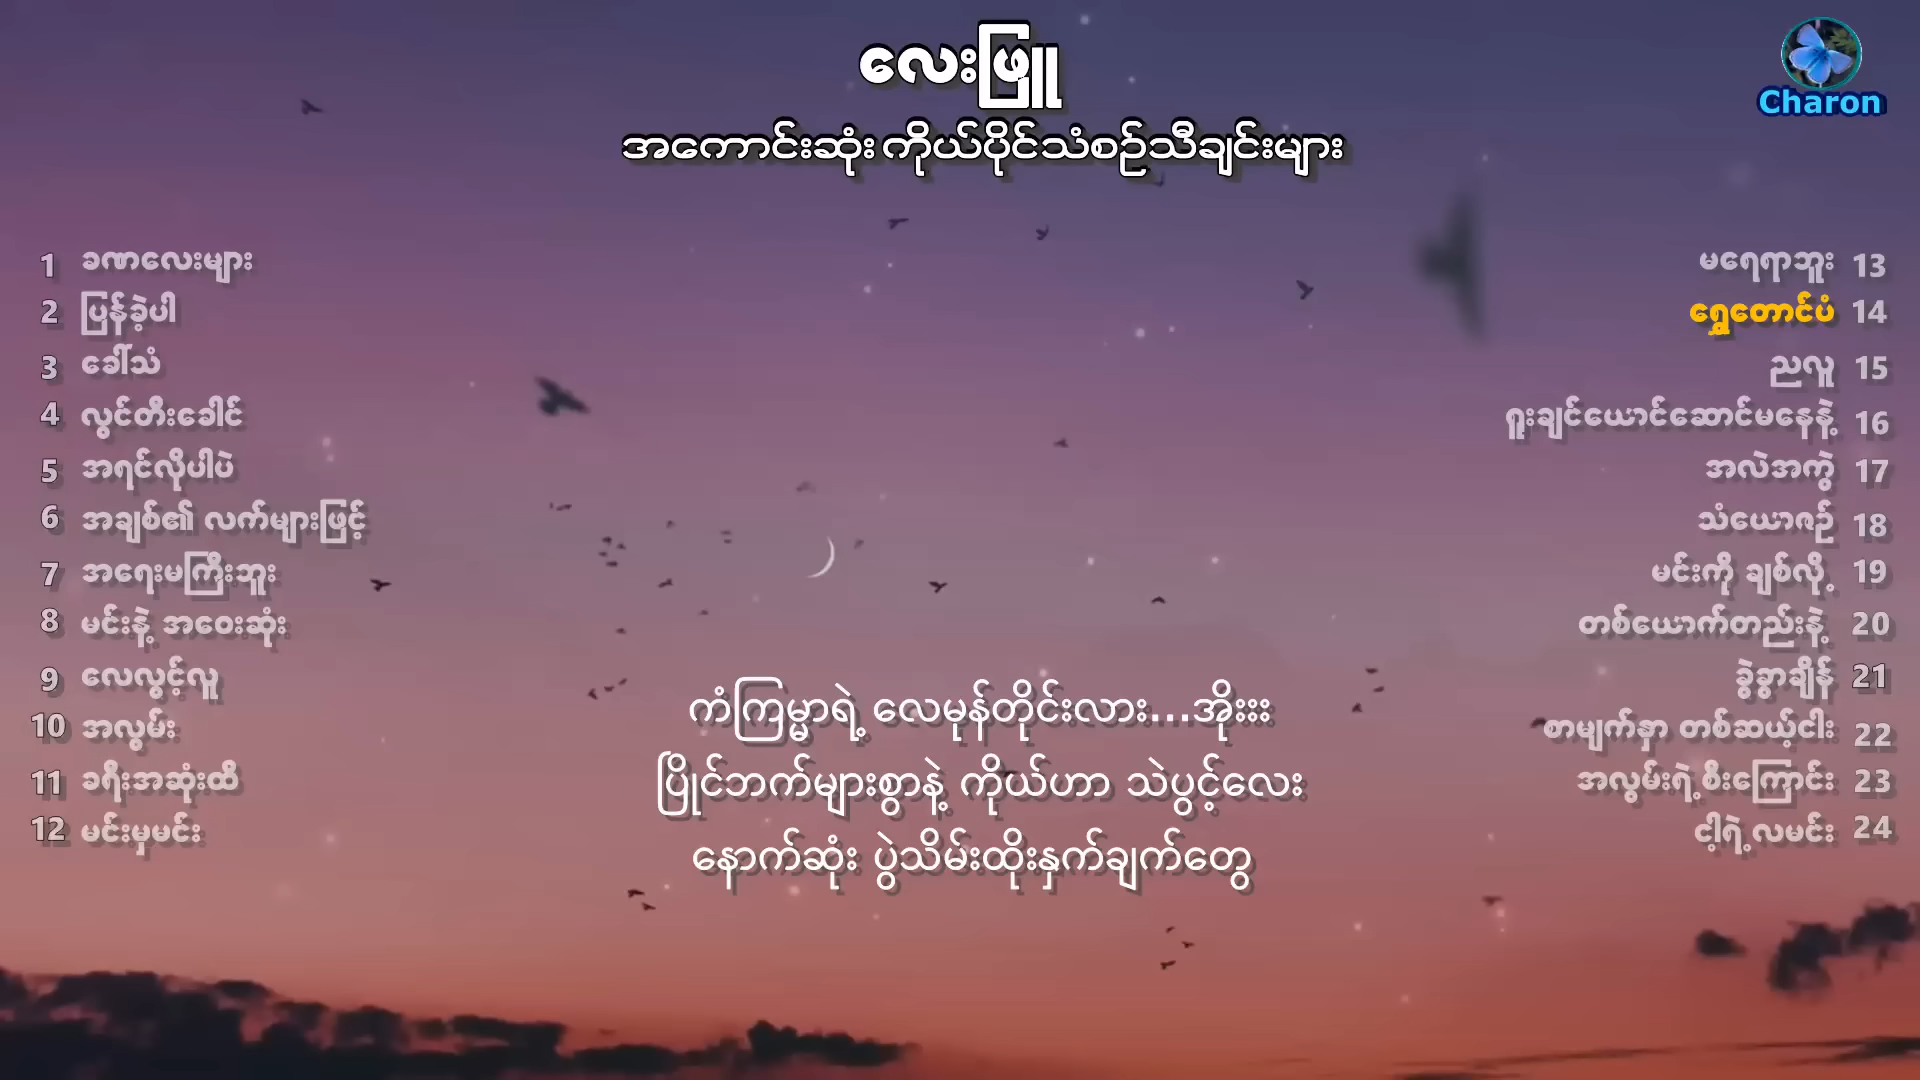 လေးဖြူ
Charon
အကောင်းဆုံး ကိုယ်ပိုင်သံစဉ်သီချင်းများ
1 ခဏလေးများ
2 ပြန်ခဲ့ပါ
3 ခေါ်သံ
4 လွင်တီးခေါင်
5 အရင်လိုပါပဲ
6 အချစ်၏ လက်များဖြင့်
7 အရေးမကြီးဘူး
8 မင်းနဲ့ အဝေးဆုံး
9 လေလွင့်လူ
10 အလွမ်း
11 ခရီးအဆုံးထိ
12 မင်းမှမင်း
မရေရာဘူး 13
ရွှေတောင်ပံ 14
ညလူ 15
ရူးချင်ယောင်ဆောင်မနေနဲ့ 16
အလဲအကွဲ 17
သံယောဇဉ် 18
မင်းကို ချစ်လို့ 19
တစ်ယောက်တည်းနဲ့ 20
ခွဲခွာချိန် 21
စာမျက်နှာ တစ်ဆယ့်ငါး 22
အလွမ်းရဲ့စီးကြောင်း 23
ငါ့ရဲ့လမင်း 24
ကံကြမ္မာရဲ့ လေမုန်တိုင်းလား...အိုးးး
ပြိုင်ဘက်များစွာနဲ့ ကိုယ်ဟာ သဲပွင့်လေး
နောက်ဆုံး ပွဲသိမ်းထိုးနှက်ချက်တွေ